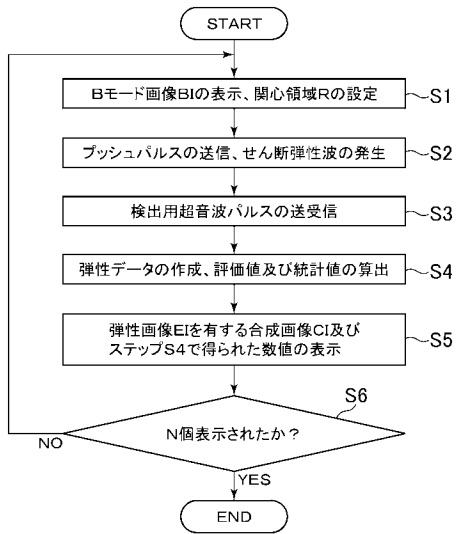 START
Bモード画像BIの表示、関心領域Rの設定
S1
プッシュパルスの送信、せん断弾性波の発生
S2
検出用超音波パルスの送受信
S3
弾性データの作成、評価値及び統計値の算出
S4
弾性画像EIを有する合成画像CI及び
ステップS4で得られた数値の表示
S5
S6
N個表示されたか？
NO
YES
END